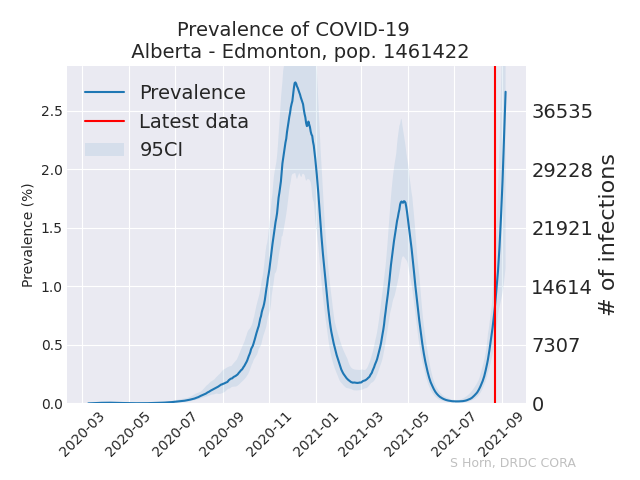 Prevalence of COVID-19
Alberta - Edmonton, pop. 1461422
Prevalence
Latest data
95CI
Prevalence (%)
2.5
2.0
1.5
1.0
0.5
0.0
36535
29228
21921
14614
7307
0
# of infections
2020-03
2020-05
2020-07
2020-09
2020-11
2021-01
2021-03
2021-05
2021-07
2021-09
S Horn, DRDC CORA